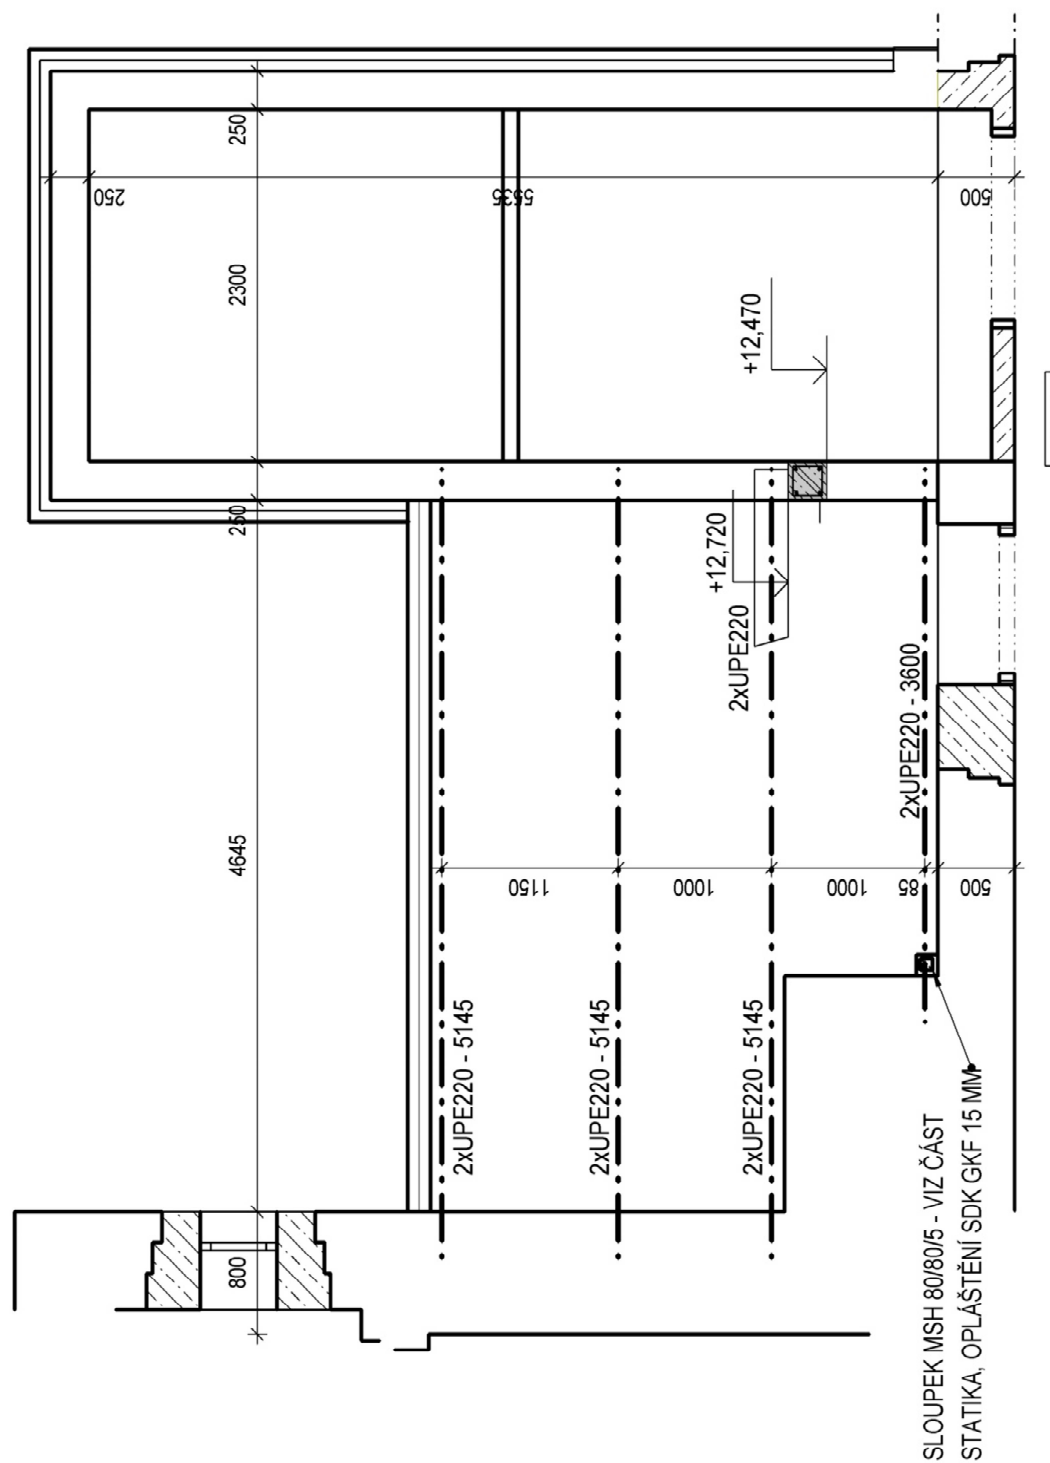 250
2300
250
4645
800
250
5535
500
+12,470
+12,720
2xUPE220
2xUPE220 - 3600
1150
1000
1000
85
500
2xUPE220 - 5145
2xUPE220 - 5145
2xUPE220 - 5145
SLOUPEK MSH 80/80/5 - VIZ ČÁST
STATIKA, OPLÁŠTĚNÍ SDK GKF 15 MM